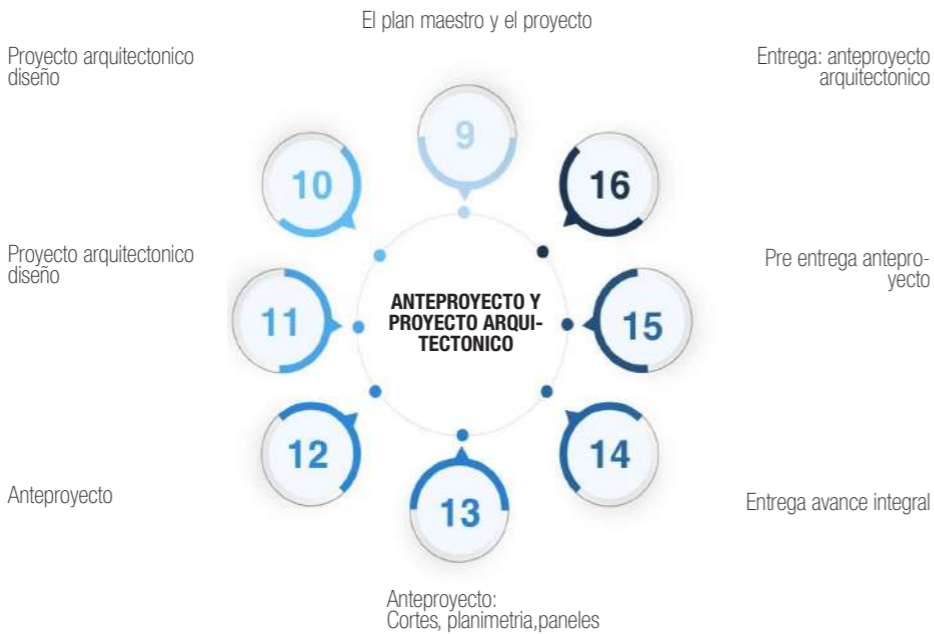 El plan maestro y el proyecto
Proyecto arquitectonico
diseño
Entrega: anteproyecto
arquitectonico
9
10
16
Proyecto arquitectonico
diseño
Pre entrega antepro-
yecto
11
ANTEPROYECTO Y
PROYECTO ARQUI-
TECTONICO
15
12
14
Anteproyecto
13
Entrega avance integral
Anteproyecto:
Cortes, planimetria,paneles